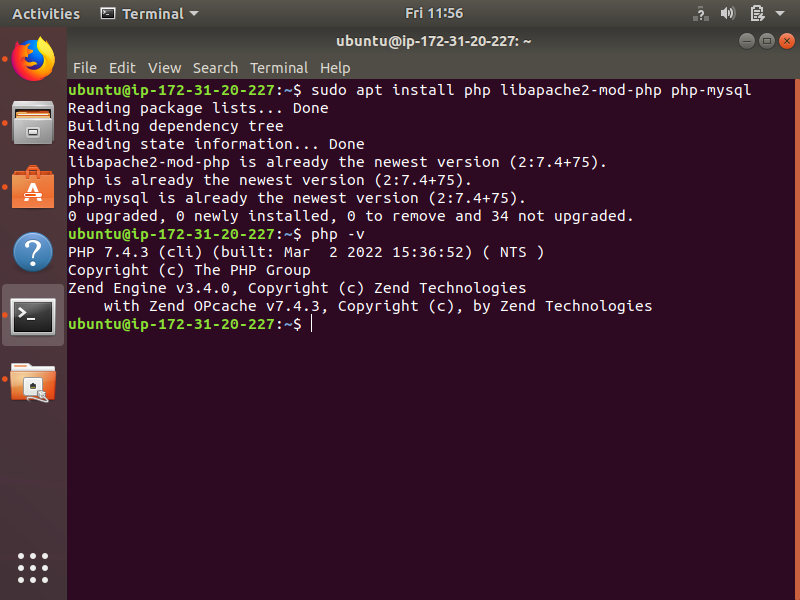 Activities Terminal Fri 11:56
ubuntu@ip-172-31-20-227: ~
File Edit View Search Terminal Help
ubuntu@ip-172-31-20-227:~$ sudo apt install php libapache2-mod-php php-mysql
Reading package lists... Done
Building dependency tree
Reading state information... Done
libapache2-mod-php is already the newest version (2:7.4+75).
php is already the newest version (2:7.4+75).
php-mysql is already the newest version (2:7.4+75).
0 upgraded, 0 newly installed, 0 to remove and 34 not upgraded.
ubuntu@ip-172-31-20-227:~$ php -v
PHP 7.4.3 (cli) (built: Mar  2 2022 15:36:52) ( NTS )
Copyright (c) The PHP Group
Zend Engine v3.4.0, Copyright (c) Zend Technologies
    with Zend OPcache v7.4.3, Copyright (c), by Zend Technologies
ubuntu@ip-172-31-20-227:~$